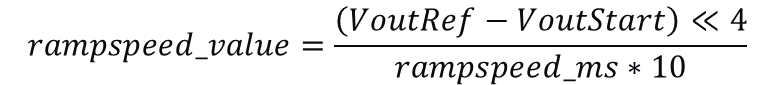 rampspeed_value = (VoutRef − VoutStart) ≪ 4
rampspeed_ms * 10